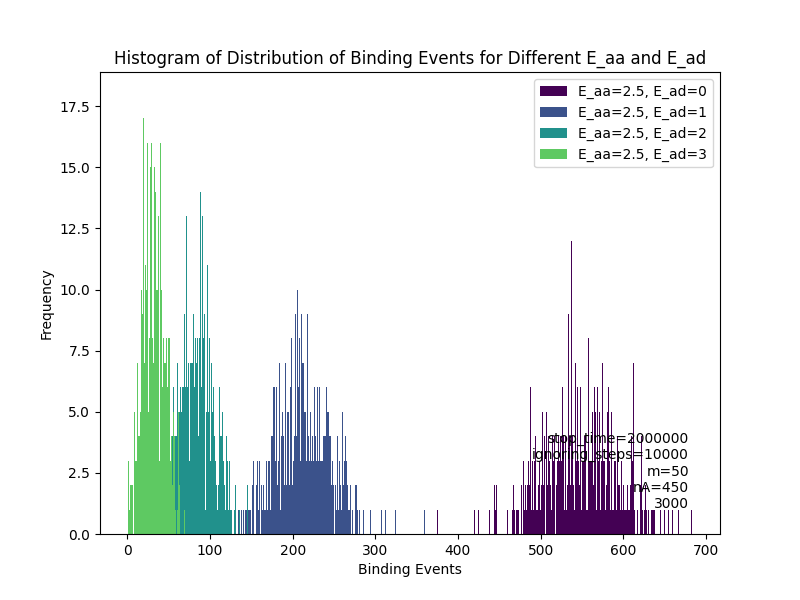 Histogram of Distribution of Binding Events for Different E_aa and E_ad
E_aa=2.5, E_ad=0
E_aa=2.5, E_ad=1
E_aa=2.5, E_ad=2
E_aa=2.5, E_ad=3
17.5
15.0
12.5
10.0
7.5
5.0
2.5
0.0
Frequency
stop_time=2000000
ignoring_steps=10000
m=50
nA=450
3000
0 100 200 300 400 500 600 700
Binding Events